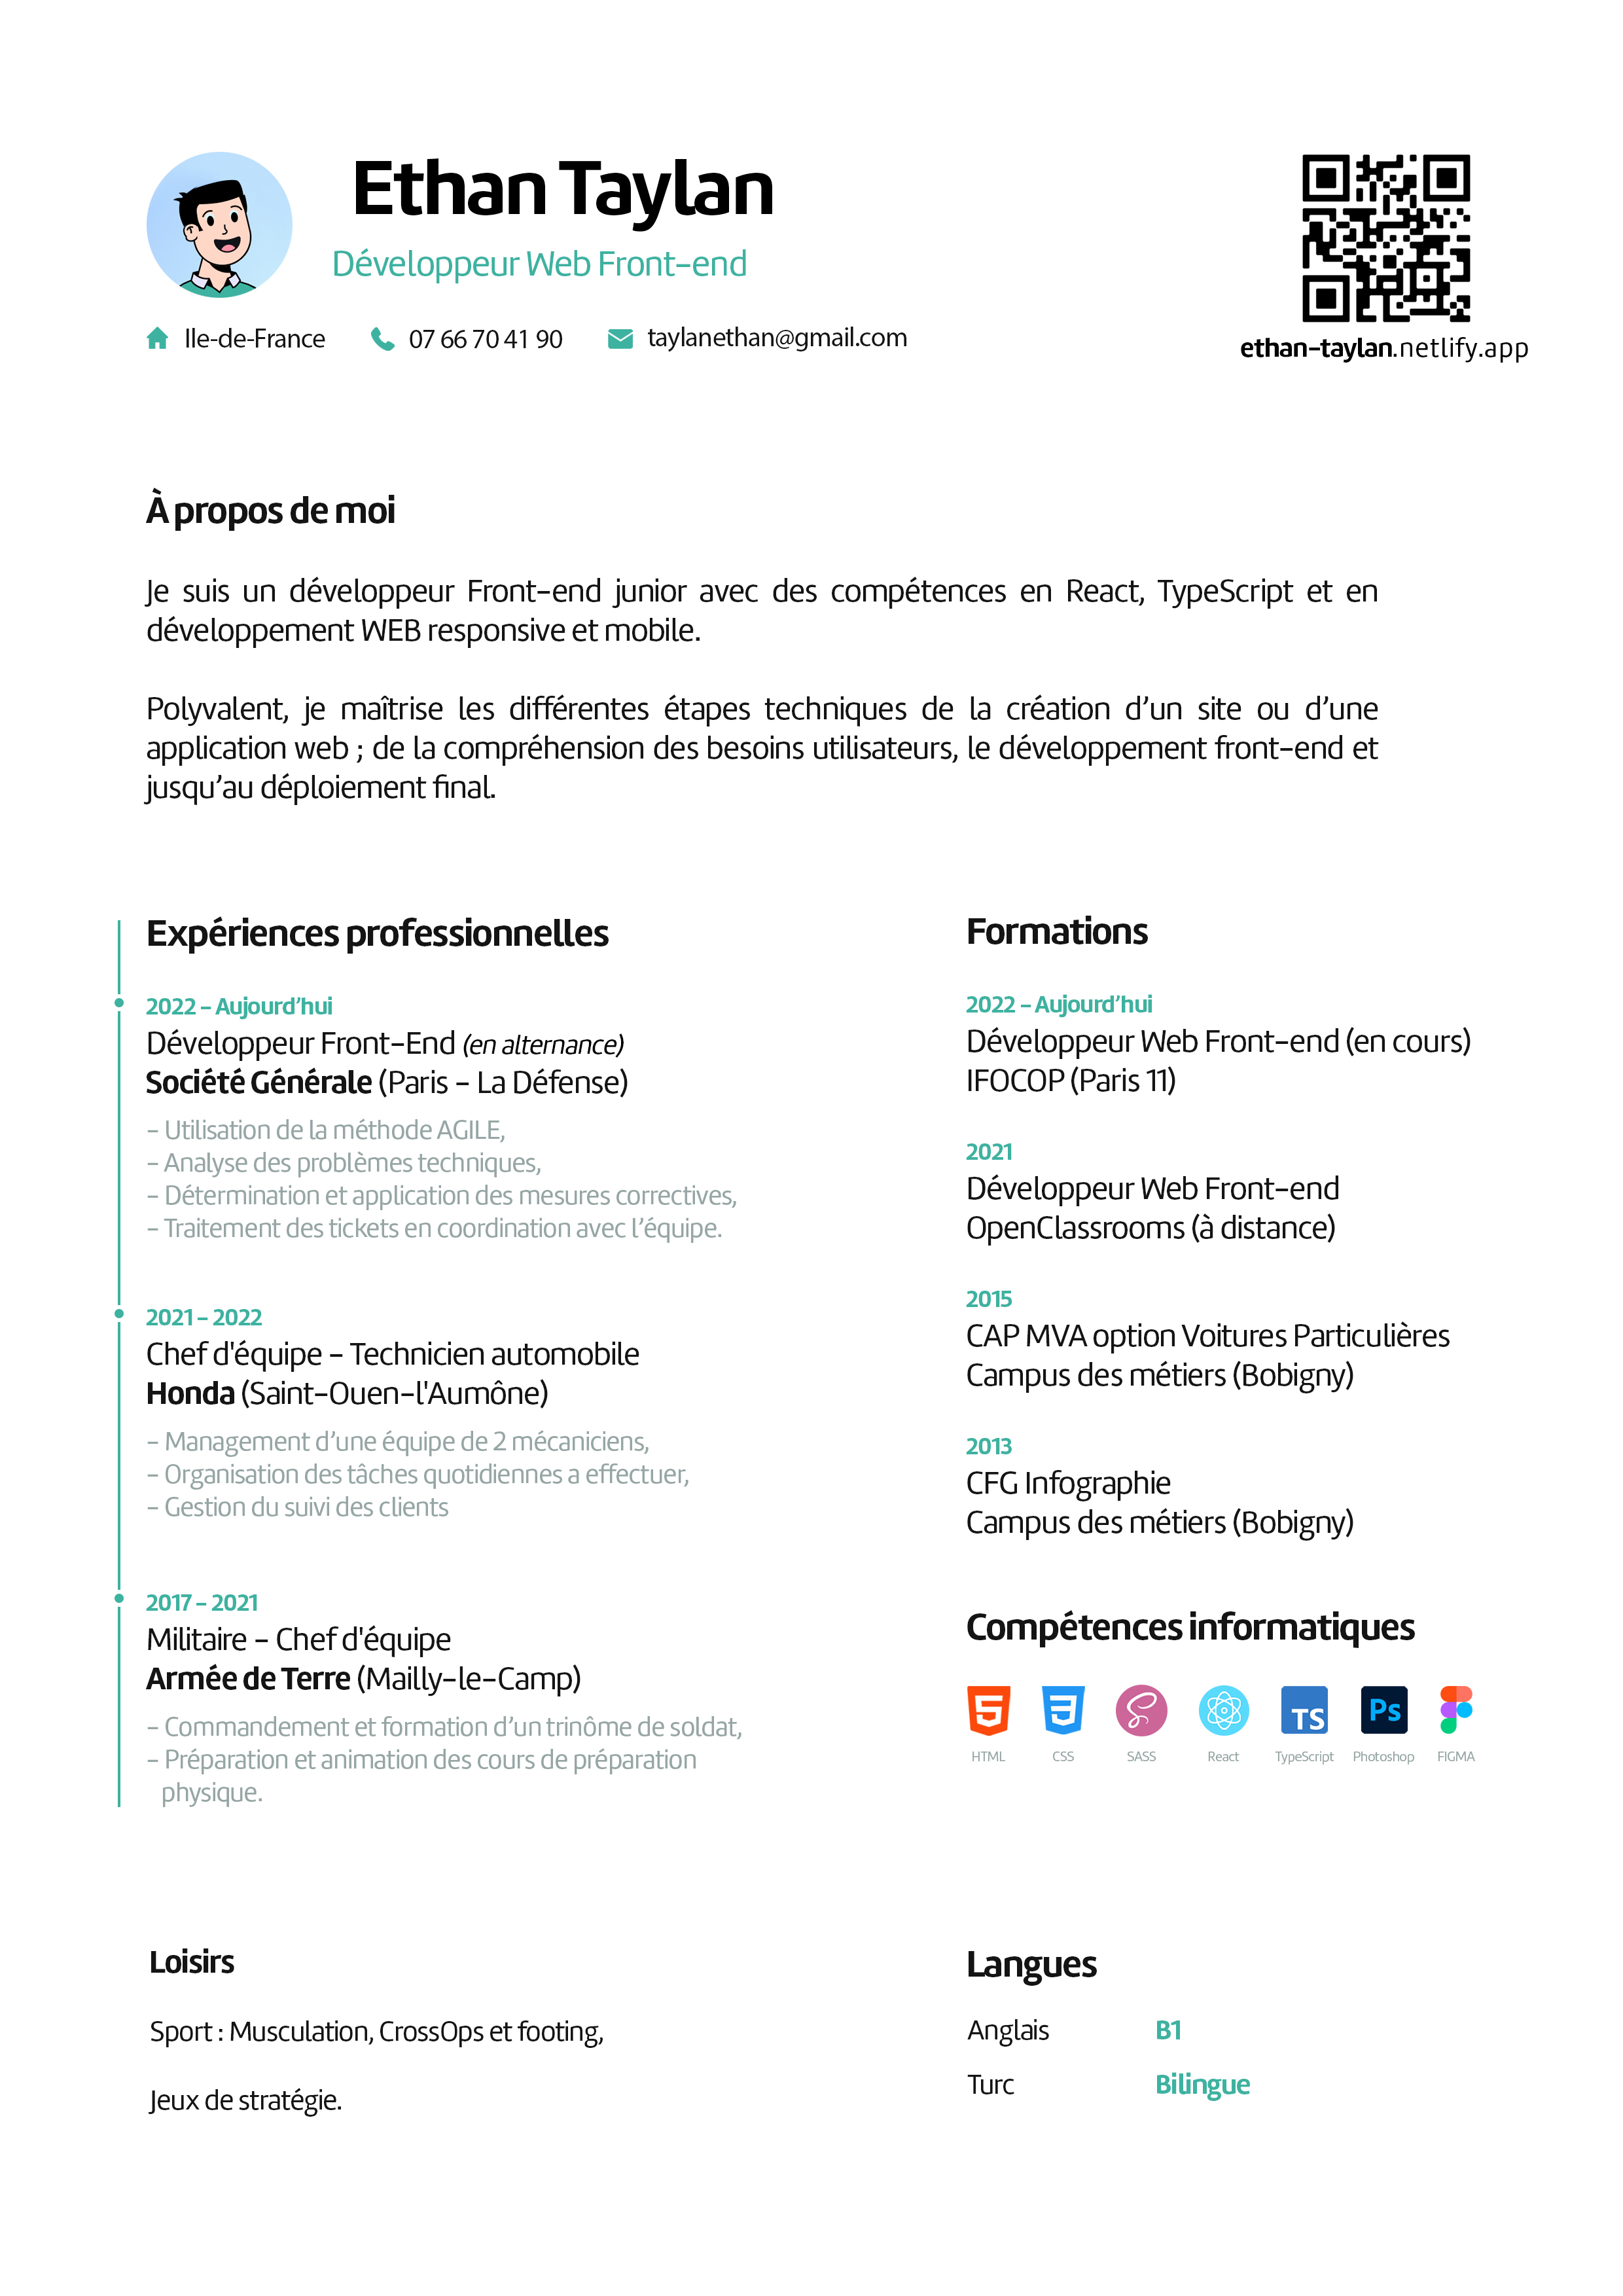 Ethan Taylan
Développeur Web Front-end
Ile-de-France
07 66 70 41 90
taylanethan@gmail.com
ethan-taylan.netlify.app
À propos de moi
Je suis un développeur Front-end junior avec des compétences en React, TypeScript et en
développement WEB responsive et mobile.
Polyvalent, je maîtrise les différentes étapes techniques de la création d’un site ou d’une
application web ; de la compréhension des besoins utilisateurs, le développement front-end et
jusqu’au déploiement final.
Expériences professionnelles
2022 - Aujourd’hui
Développeur Front-End (en alternance)
Société Générale (Paris - La Défense)
- Utilisation de la méthode AGILE,
- Analyse des problèmes techniques,
- Détermination et application des mesures correctives,
- Traitement des tickets en coordination avec l’équipe.
2021 - 2022
Chef d'équipe - Technicien automobile
Honda (Saint-Ouen-l'Aumône)
- Management d’une équipe de 2 mécaniciens,
- Organisation des tâches quotidiennes a effectuer,
- Gestion du suivi des clients
2017 - 2021
Militaire - Chef d'équipe
Armée de Terre (Mailly-le-Camp)
- Commandement et formation d’un trinôme de soldat,
- Préparation et animation des cours de préparation
physique.
Formations
2022 - Aujourd’hui
Développeur Web Front-end (en cours)
IFOCOP (Paris 11)
2021
Développeur Web Front-end
OpenClassrooms (à distance)
2015
CAP MVA option Voitures Particulières
Campus des métiers (Bobigny)
2013
CFG Infographie
Campus des métiers (Bobigny)
Compétences informatiques
5 3 S TS Ps
HTML CSS SASS React TypeScript Photoshop FIGMA
Loisirs
Sport : Musculation, CrossOps et footing,
Jeux de stratégie.
Langues
Anglais B1
Turc Bilingue